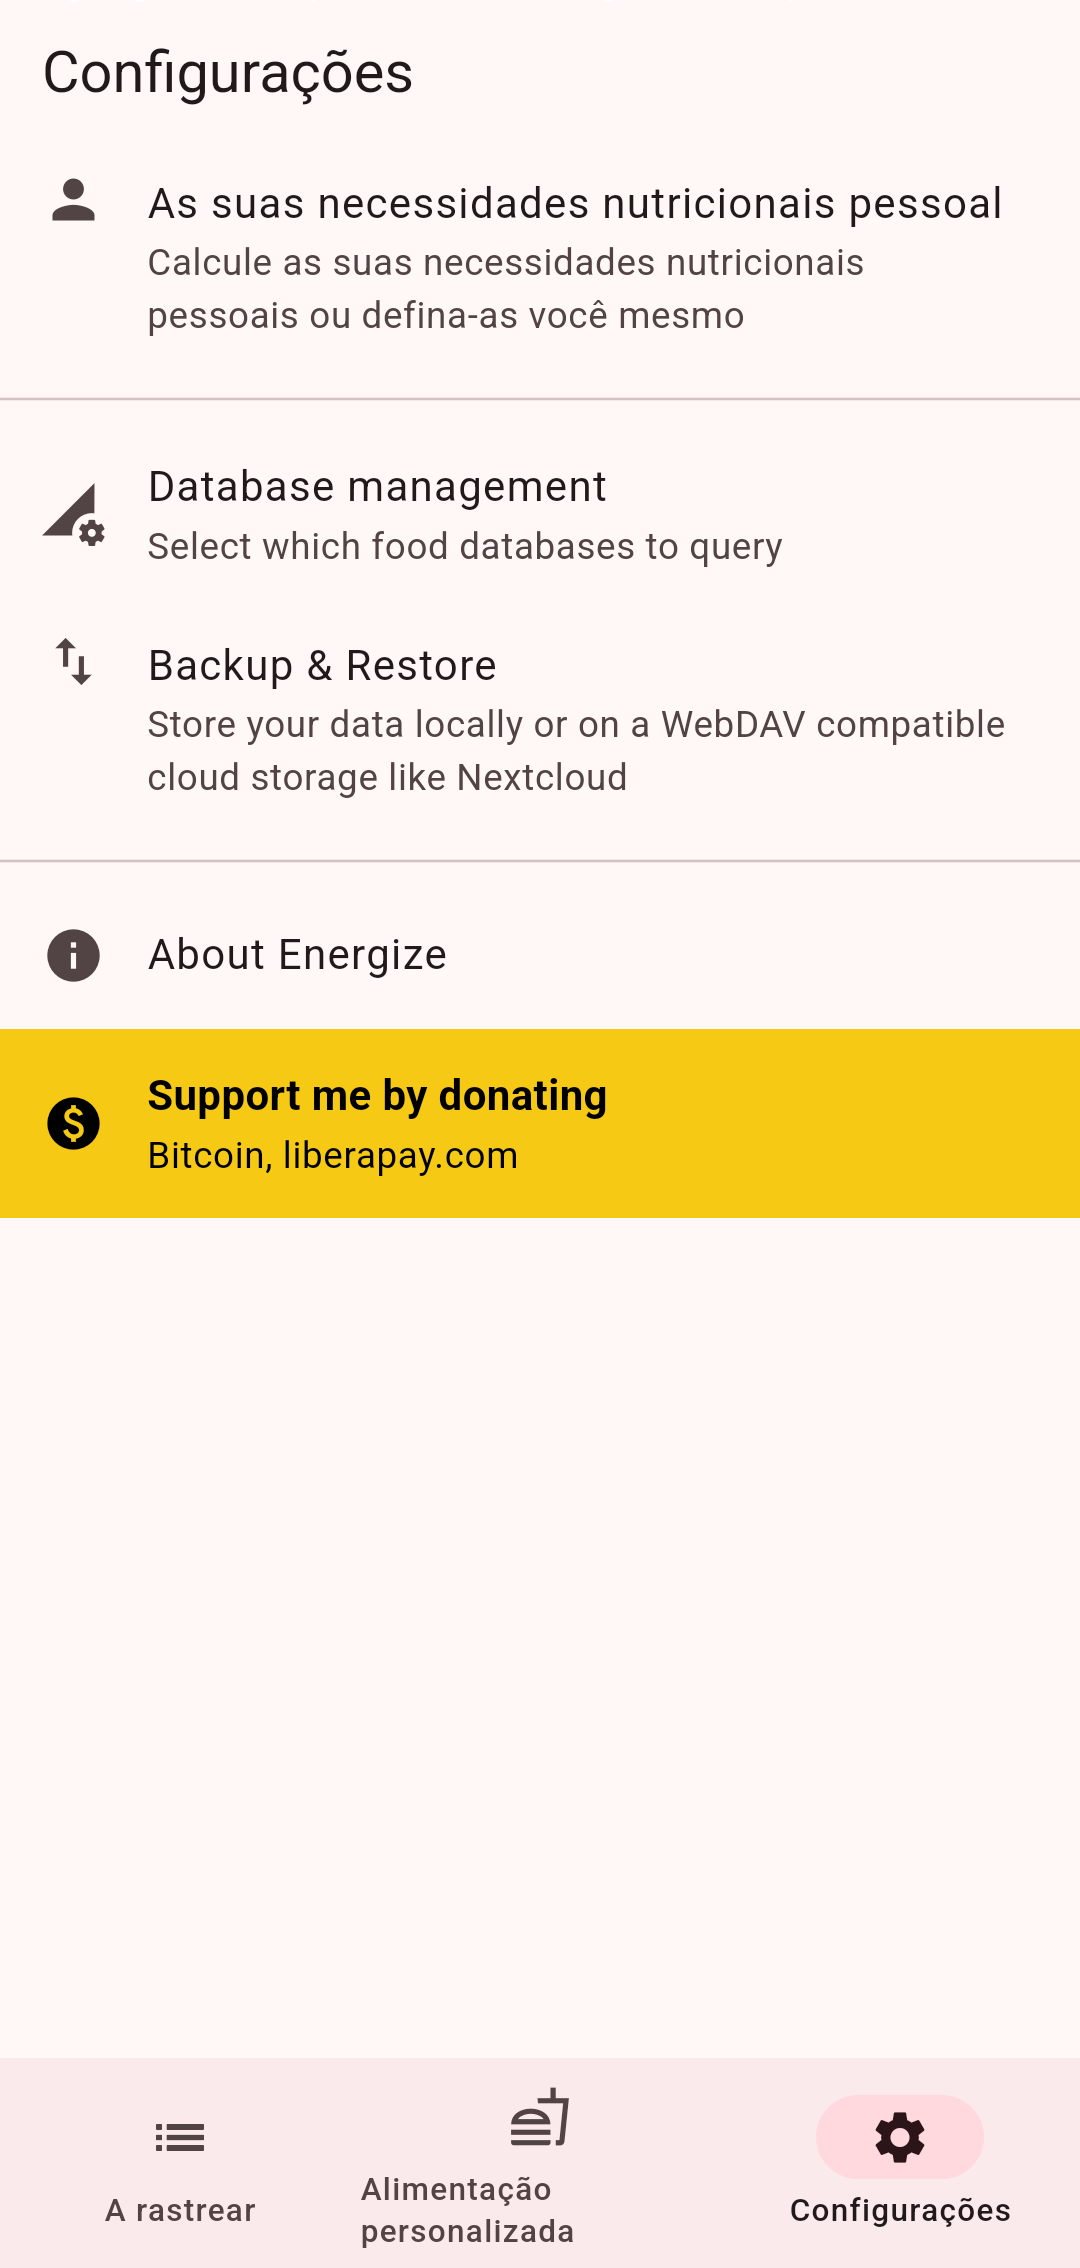 Configurações
As suas necessidades nutricionais pessoal
Calcule as suas necessidades nutricionais
pessoais ou defina-as você mesmo
Database management
Select which food databases to query
Backup & Restore
Store your data locally or on a WebDAV compatible
cloud storage like Nextcloud
About Energize
Support me by donating
Bitcoin, liberapay.com
A rastrear
Alimentação
personalizada
Configurações